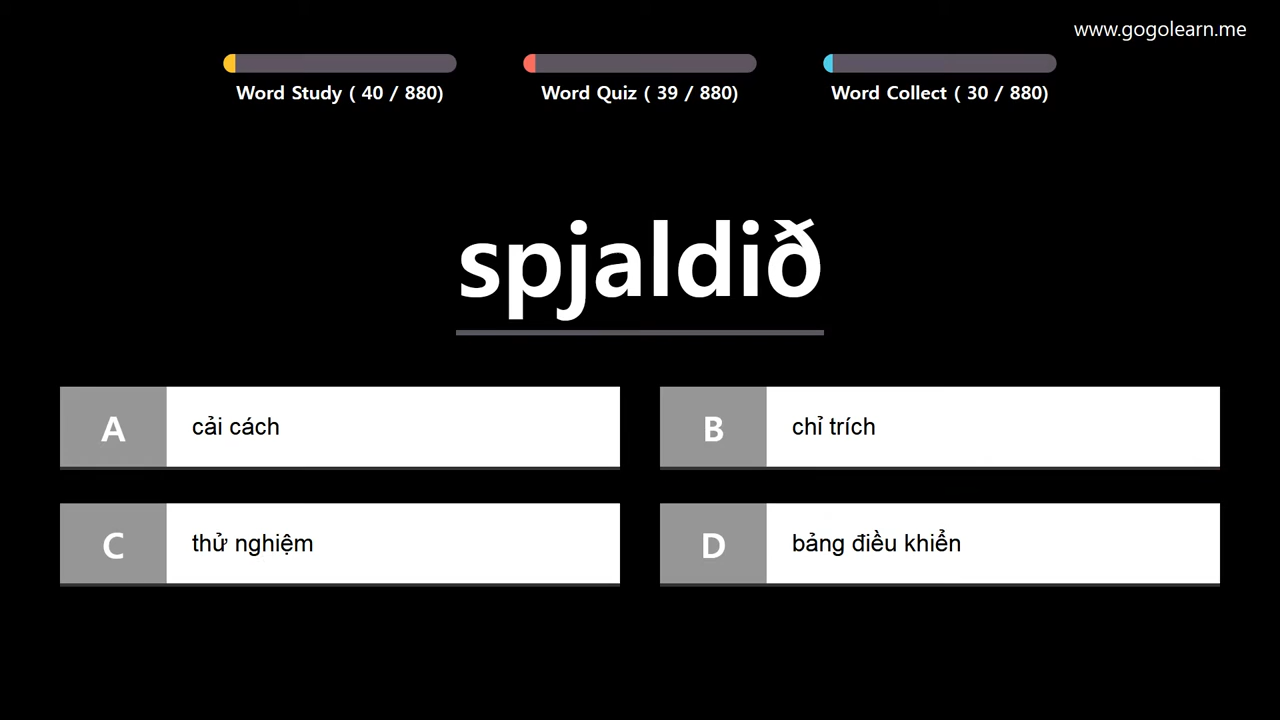 www.gogolearn.me
Word Study ( 40 / 880)
Word Quiz ( 39 / 880)
Word Collect ( 30 / 880)
spjaldið
A cải cách
B chỉ trích
C thử nghiệm
D bảng điều khiển